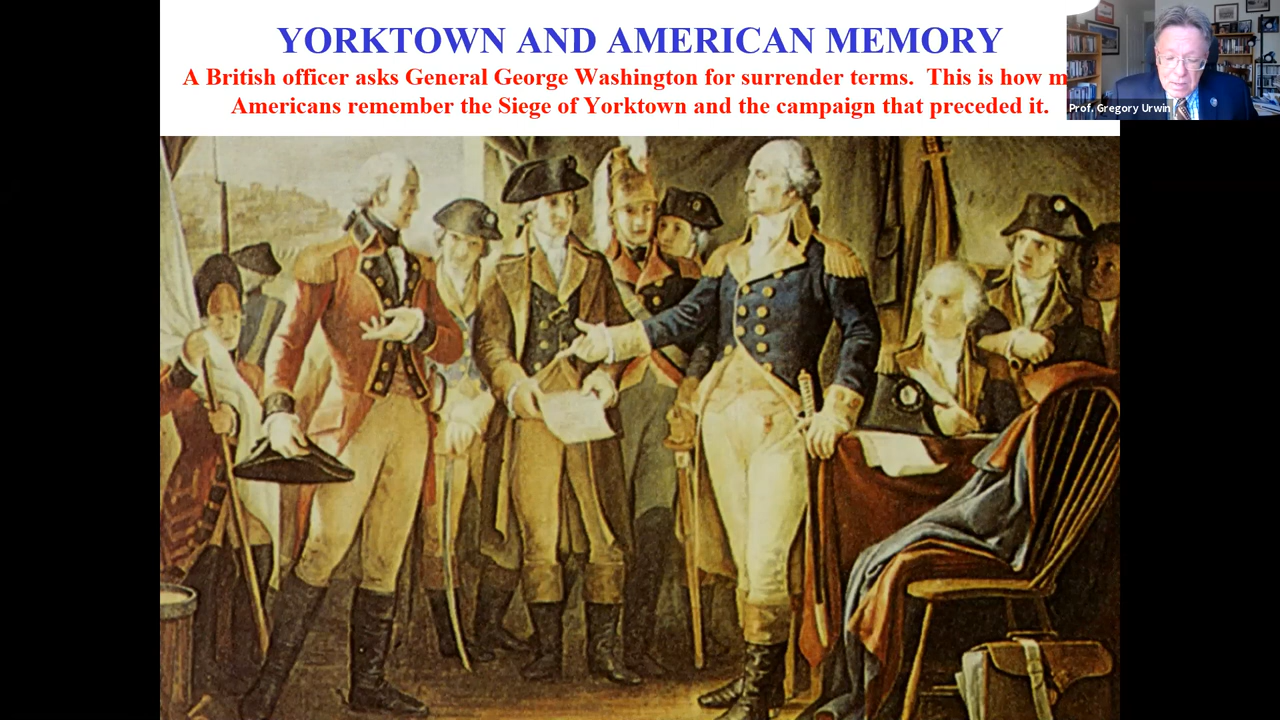 YORKTOWN AND AMERICAN MEMORY
A British officer asks General George Washington for surrender terms.  This is how
Americans remember the Siege of Yorktown and the campaign that preceded it.
Prof. Gregory Urwin